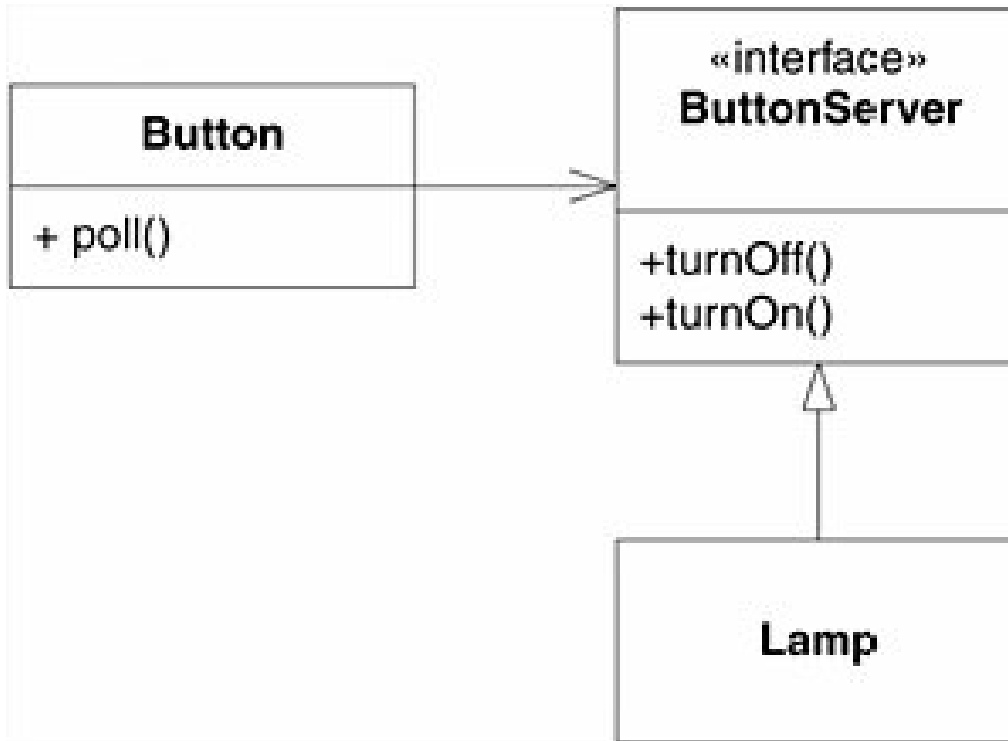 Button
+ poll()
«interface»
ButtonServer
+turnOff()
+turnOn()
Lamp